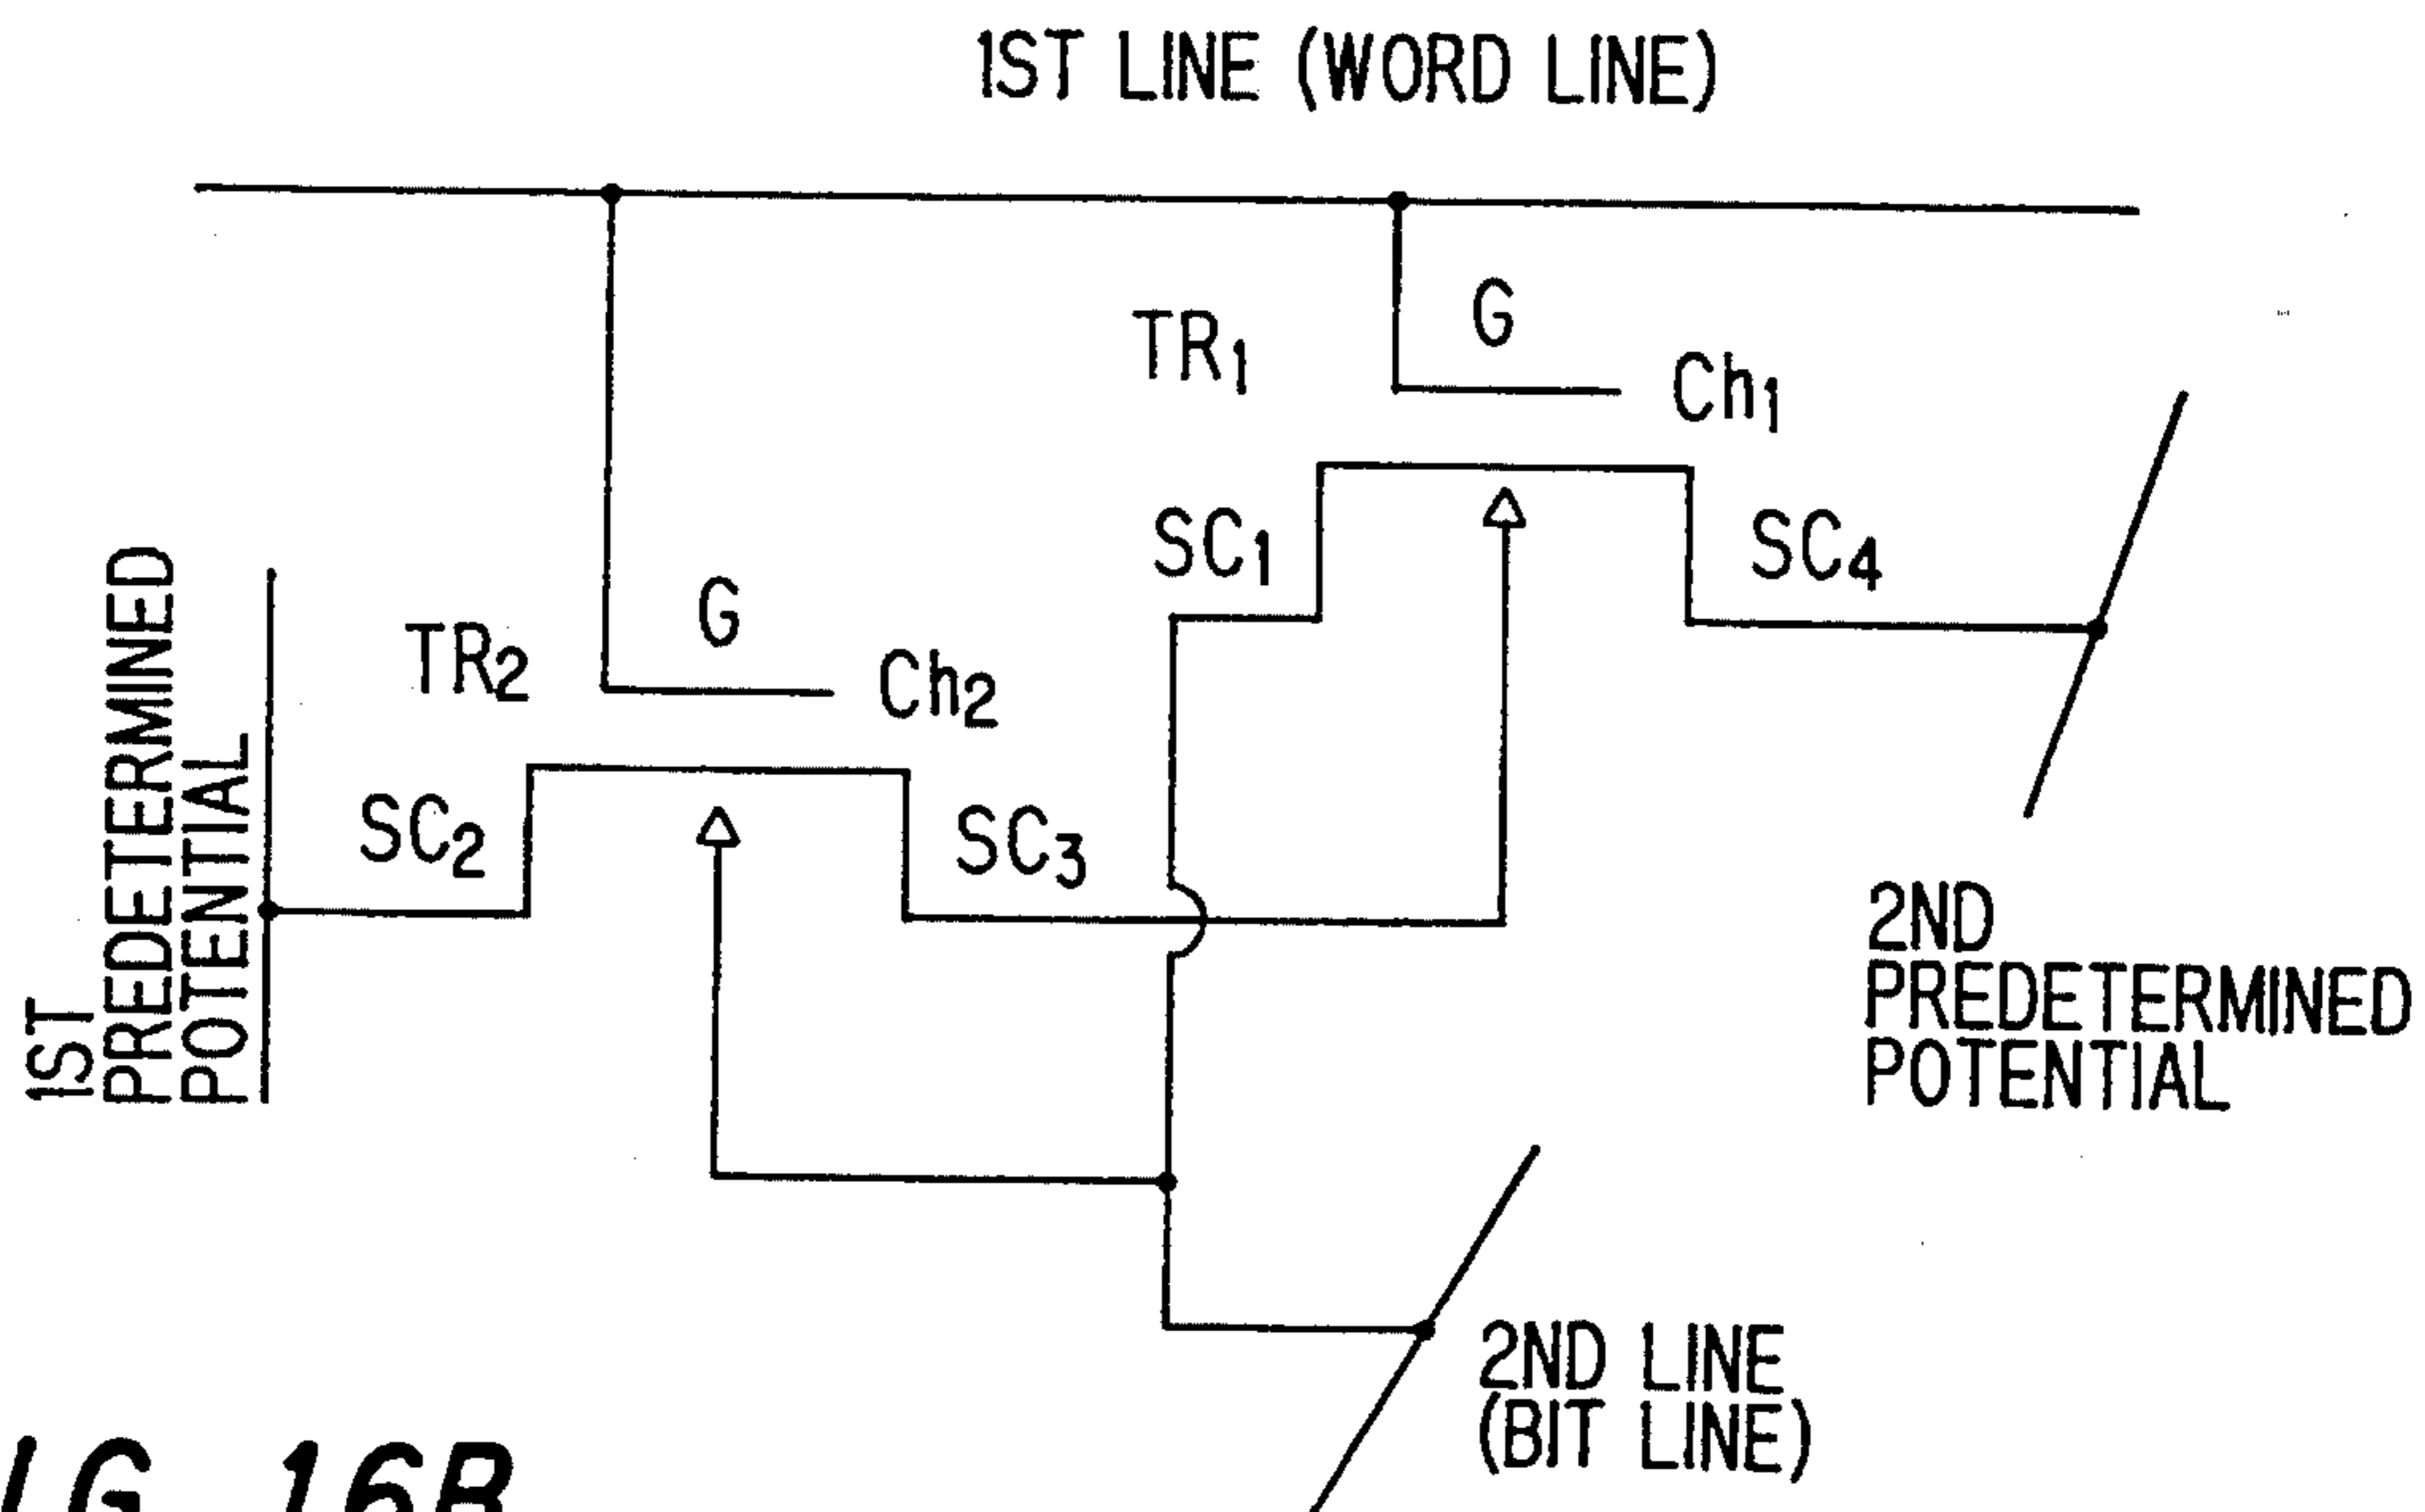 1ST LINE (WORD LINE)
G
TR1
Ch1
SC1
SC4
G
TR2
Ch2
SC2
SC3
1ST
PREDETERMINED
POTENTIAL
2ND
PREDETERMINED
POTENTIAL
2ND LINE
(BIT LINE)